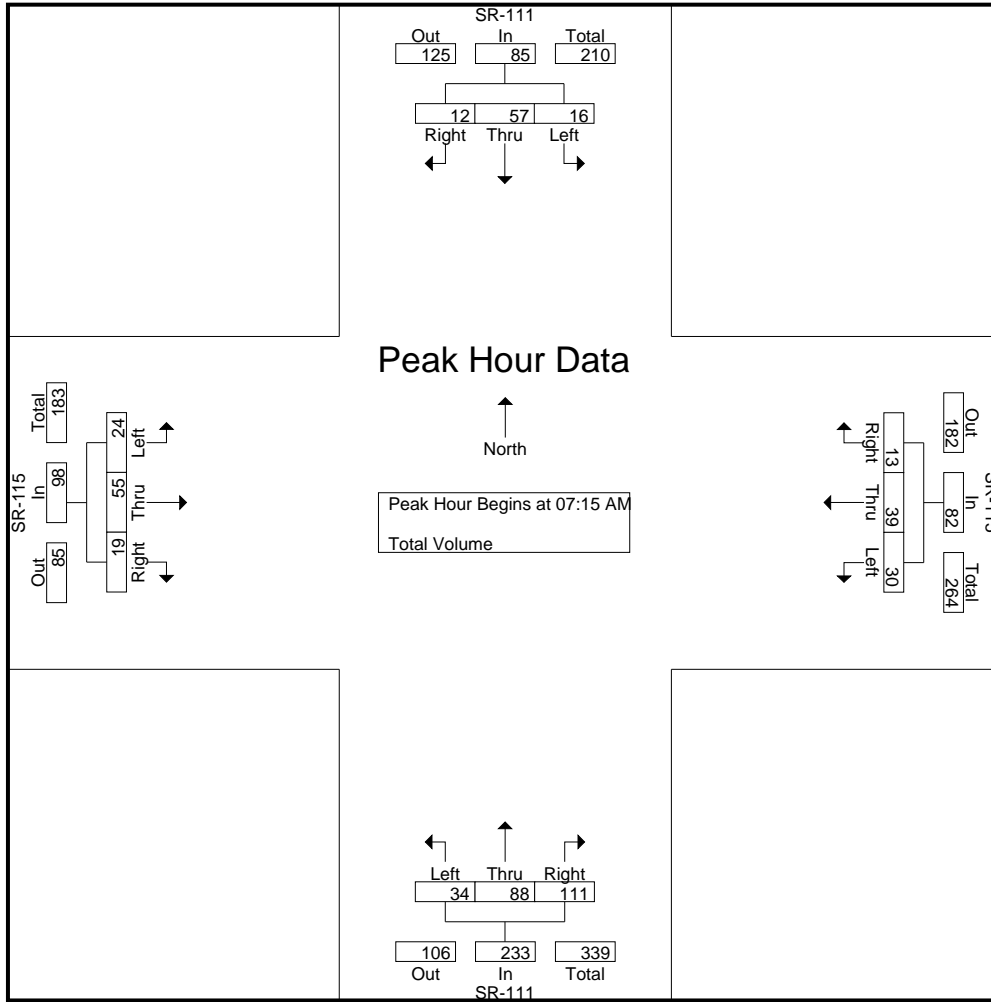 SR-111
Out In Total
125 85 210
12 57 16
Right Thru Left
Peak Hour Data
North
Peak Hour Begins at 07:15 AM
Total Volume
SR-115
Out In Total
85 98 183
19 55 24
Right Thru Left
Out In Total
182 82 264
13 39 30
Right Thru Left
Left Thru Right
34 88 111
106 233 339
Out In Total
SR-111